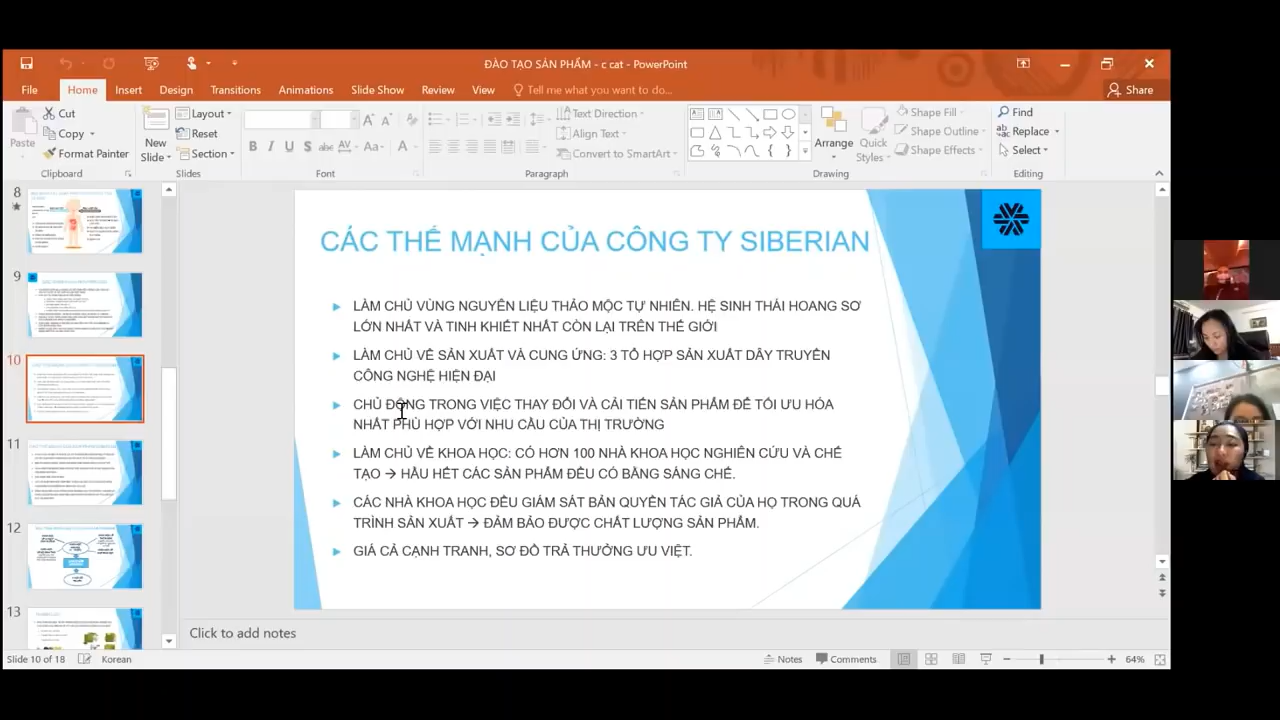 ĐÀO TẠO SẢN PHẨM - c cat - PowerPoint
File Home Insert Design Transitions Animations Slide Show Review View Tell me what you want to do... Share
Paste Cut Copy Format Painter
Clipboard
New Slide Layout Reset Section
Slides
B I U S abc AV Aa A
Font
Text Direction Align Text Convert to SmartArt
Paragraph
Arrange Quick Styles Shape Fill Shape Outline Shape Effects
Drawing
Find Replace Select
Editing
8
9
10
11
12
13
CÁC THẾ MẠNH CỦA CÔNG TY SIBERIAN
LÀM CHỦ VÙNG NGUYÊN LIỆU THẢO MỘC TỰ NHIÊN. HỆ SINH THÁI HOANG SƠ
LỚN NHẤT VÀ TINH KHIẾT NHẤT CÒN LẠI TRÊN THẾ GIỚI
LÀM CHỦ VỀ SẢN XUẤT VÀ CUNG ỨNG: 3 TỔ HỢP SẢN XUẤT DÂY TRUYỀN
CÔNG NGHỆ HIỆN ĐẠI
CHỦ ĐỘNG TRONG VIỆC THAY ĐỔI VÀ CẢI TIẾN SẢN PHẨM ĐỂ TỐI ƯU HÓA
NHẤT PHÙ HỢP VỚI NHU CẦU CỦA THỊ TRƯỜNG
LÀM CHỦ VỀ KHOA HỌC: CÓ HƠN 100 NHÀ KHOA HỌC NGHIÊN CỨU VÀ CHẾ
TẠO → HẦU HẾT CÁC SẢN PHẨM ĐỀU CÓ BẰNG SÁNG CHẾ
CÁC NHÀ KHOA HỌC ĐỀU GIÁM SÁT BẢN QUYỀN TÁC GIẢ CỦA HỌ TRONG QUÁ
TRÌNH SẢN XUẤT → ĐẢM BẢO ĐƯỢC CHẤT LƯỢNG SẢN PHẨM
GIÁ CẢ CẠNH TRANH, SƠ ĐỒ TRẢ THƯỞNG ƯU VIỆT.
Click to add notes
Slide 10 of 18 Korean Notes Comments 64%